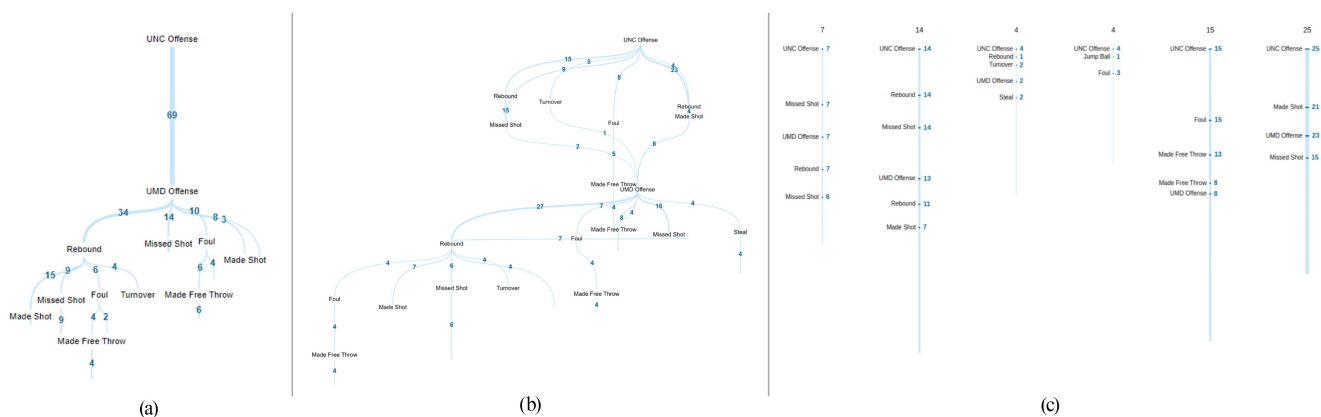 UNC Offense
69
UMD Offense
34
14
10
8
3
Rebound
Missed Shot
Foul
Made Shot
15
9
6
4
6
4
Missed Shot
Foul
Turnover
Made Free Throw
Made Shot
9
4
2
6
Made Free Throw
4
(a)
UNC Offense
15
5
4
9
23
8
Rebound
Turnover
Rebound
15
4
Missed Shot
Foul
Made Shot
1
2
5
8
Made Free Throw
UMD Offense
27
7
4
4
16
4
8
Made Free Throw
Missed Shot
Steal
Rebound
7
Foul
4
4
7
6
4
4
4
Foul
Made Shot
Missed Shot
Turnover
Made Free Throw
4
4
6
Made Free Throw
4
(b)
7
UNC Offense 7
Missed Shot 7
UMD Offense 7
Rebound 7
Missed Shot 6
14
UNC Offense 14
Rebound 14
Missed Shot 14
UMD Offense 13
Rebound 11
Made Shot 7
4
UNC Offense 4
Rebound 1
Turnover 2
UMD Offense 2
Steal 2
4
UNC Offense 4
Jump Ball 1
Foul 3
15
UNC Offense 15
Foul 15
Made Free Throw 13
Made Free Throw 8
UMD Offense 8
25
UNC Offense 25
Made Shot 21
UMD Offense 23
Missed Shot 15
(c)